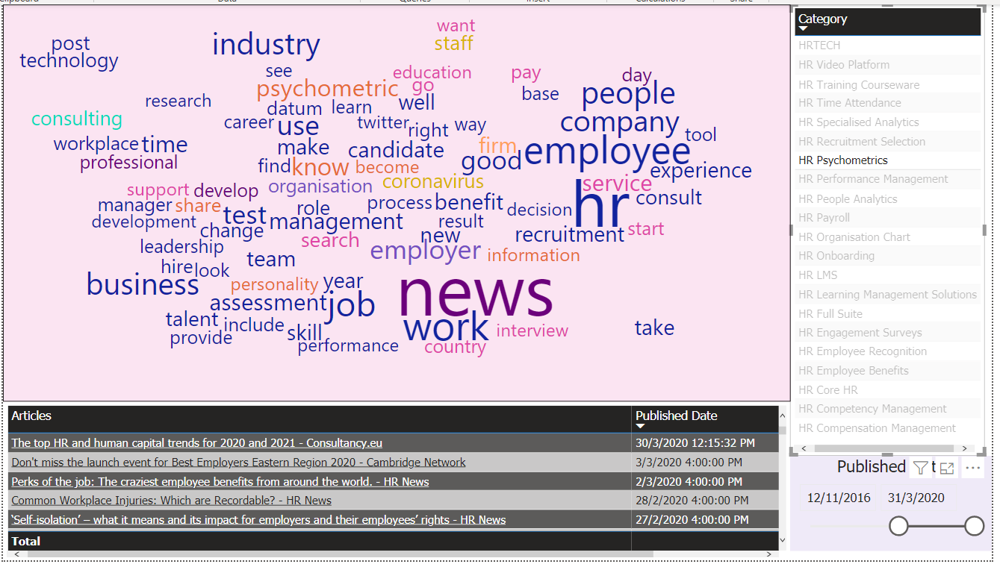 Clipboard Data Queries Insert Calculations Share
want
post industry staff
technology
see education pay day
psychometric go base people
research datum learn well
consulting career use twitter right way company
workplace time make candidate firm tool
professional find know become good employee experience
support develop organisation coronavirus service
manager share role process benefit decision hr consult
development test management result
change search new recruitment start
leadership team employer information
hire look
business personality year news
assessment job
talent include skill work interview take
provide performance country
Category
HRTECH
HR Video Platform
HR Training Courseware
HR Time Attendance
HR Specialised Analytics
HR Recruitment Selection
HR Psychometrics
HR Performance Management
HR People Analytics
HR Payroll
HR Organisation Chart
HR Onboarding
HR LMS
HR Learning Management Solutions
HR Full Suite
HR Engagement Surveys
HR Employee Recognition
HR Employee Benefits
HR Core HR
HR Competency Management
HR Compensation Management
Articles Published Date
The top HR and human capital trends for 2020 and 2021 - Consultancy.eu 30/3/2020 12:15:32 PM
Don't miss the launch event for Best Employers Eastern Region 2020 - Cambridge Network 3/3/2020 4:00:00 PM
Perks of the job: The craziest employee benefits from around the world. - HR News 2/3/2020 4:00:00 PM
Common Workplace Injuries: Which are Recordable? - HR News 28/2/2020 4:00:00 PM
‘Self-isolation’ – what it means and its impact for employers and their employees’ rights - HR News 27/2/2020 4:00:00 PM
Total
Published t
12/11/2016 31/3/2020